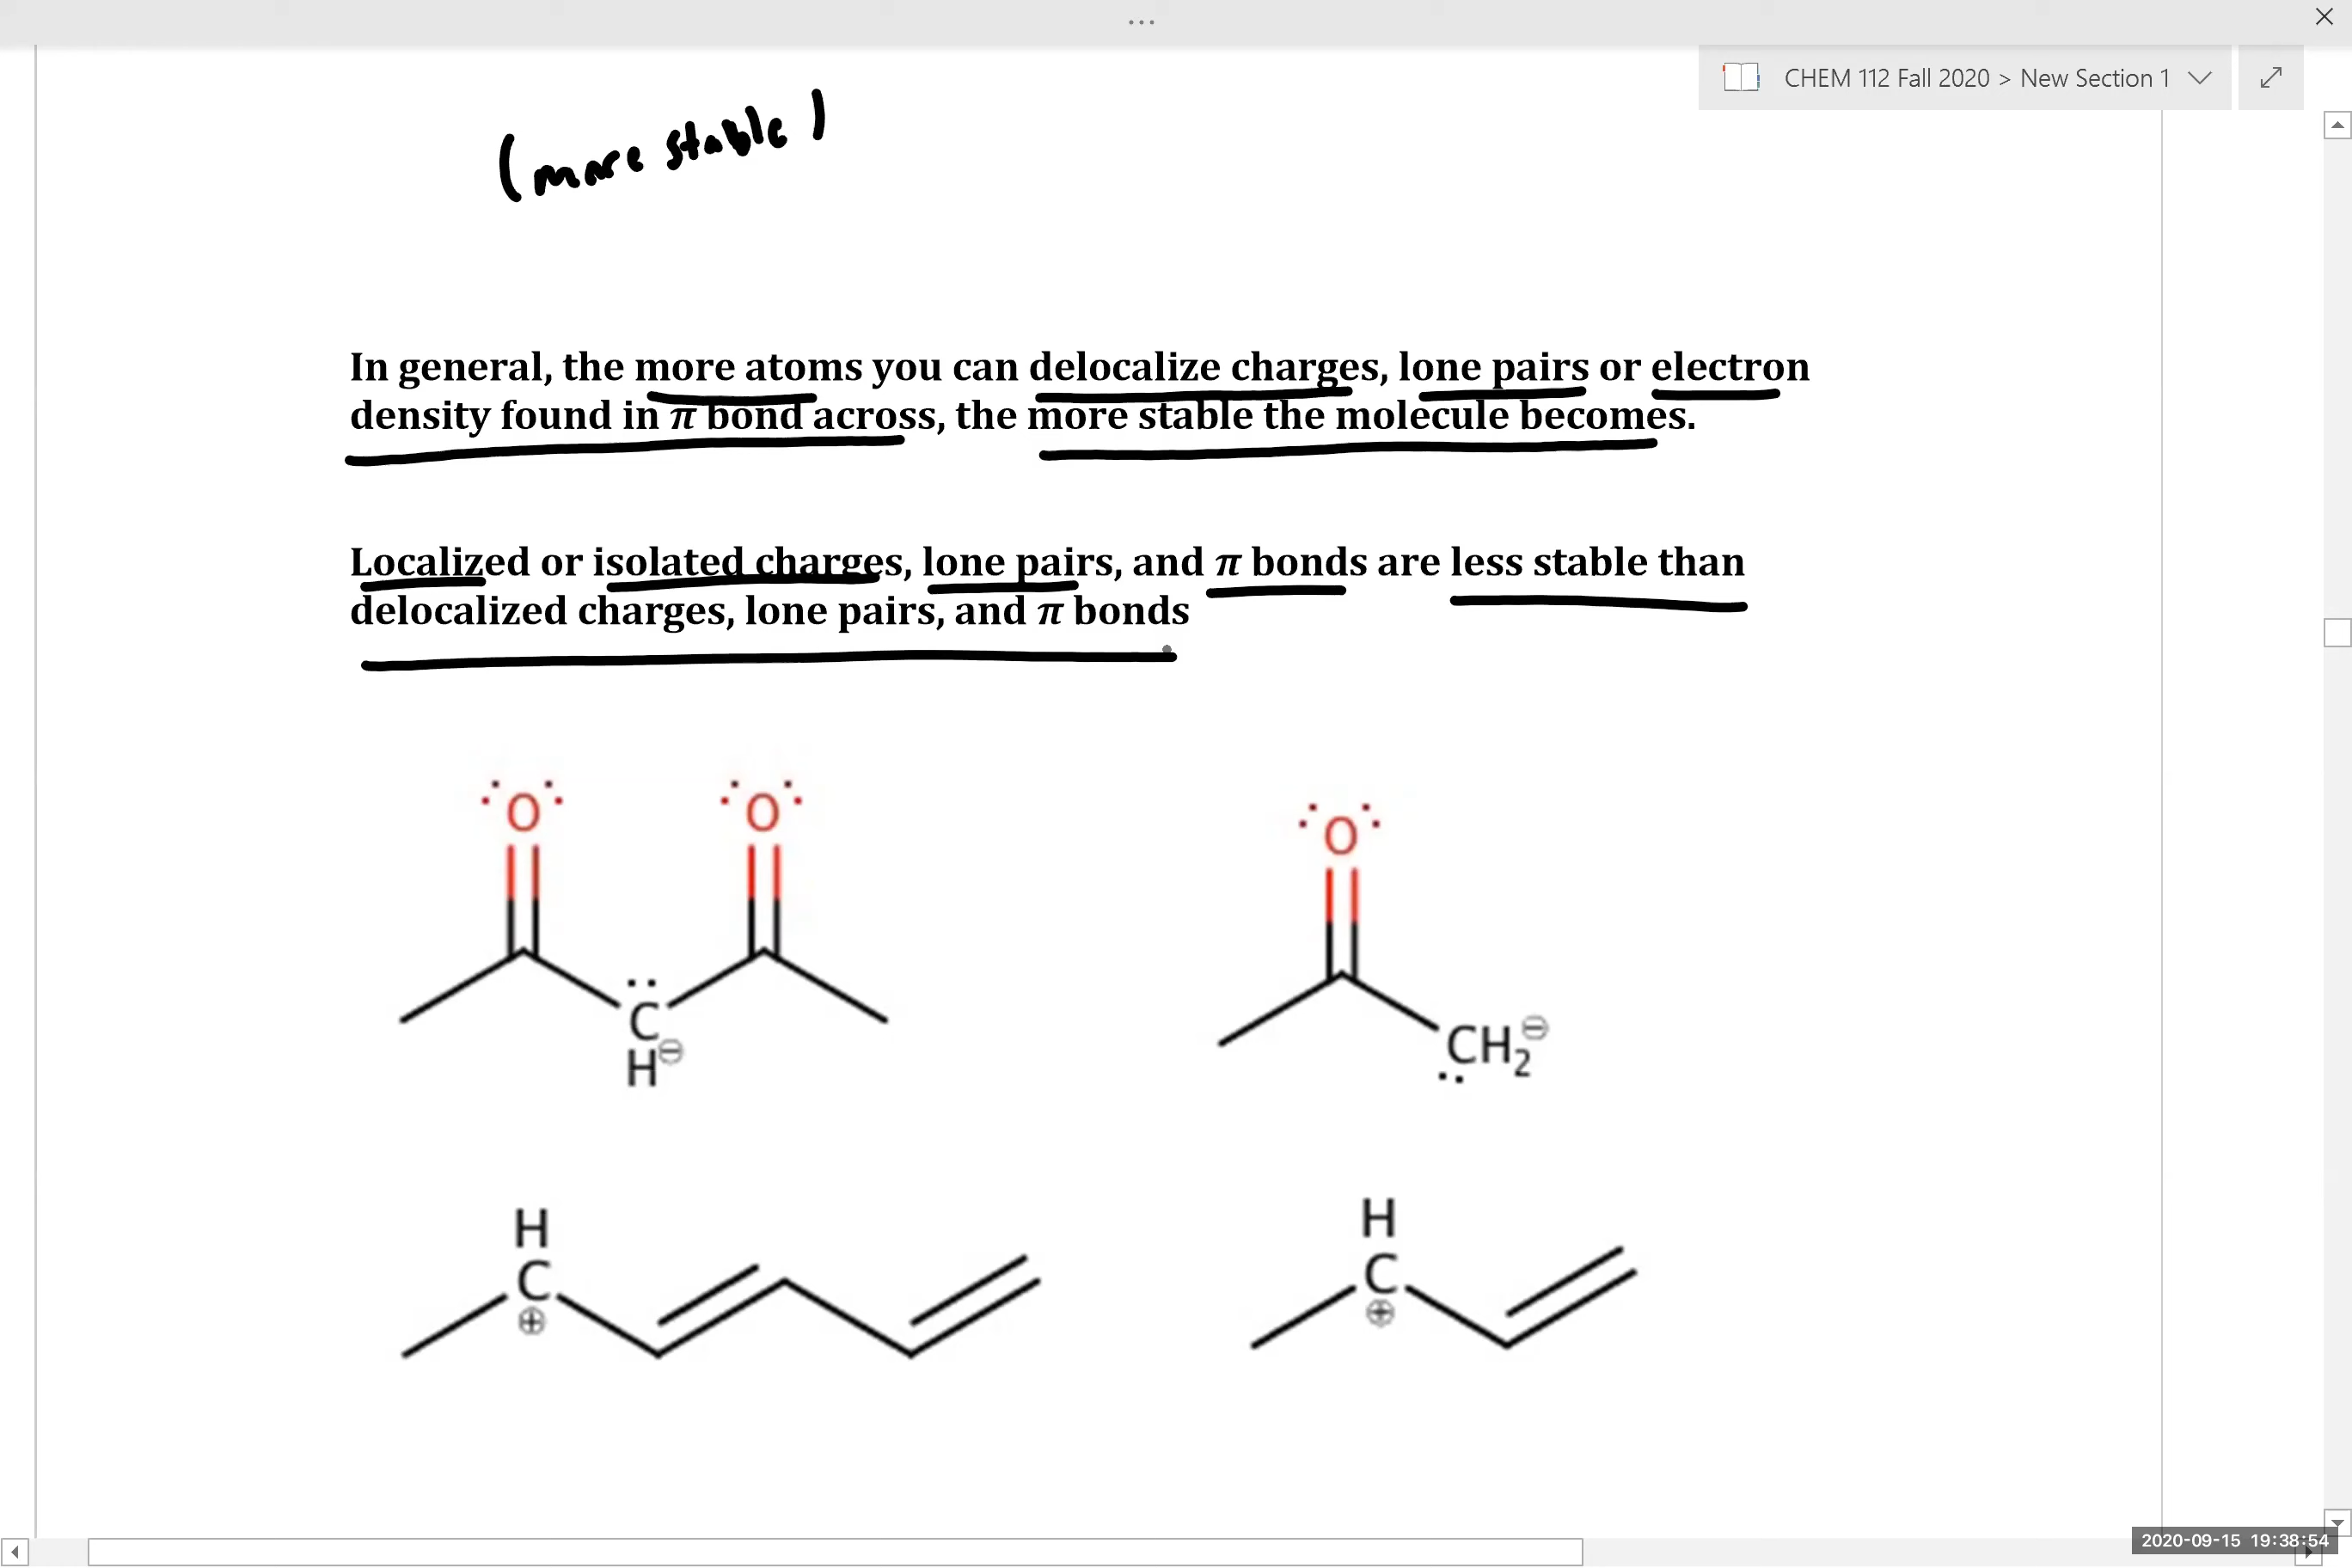 ...
CHEM 112 Fall 2020 > New Section 1
(more stable)
In general, the more atoms you can delocalize charges, lone pairs or electron
density found in π bond across, the more stable the molecule becomes.
Localized or isolated charges, lone pairs, and π bonds are less stable than
delocalized charges, lone pairs, and π bonds
O O
O
C
H⊖
CH₂⊖
H
C
⊕
H
C
⊕
2020-09-15 19:38:54